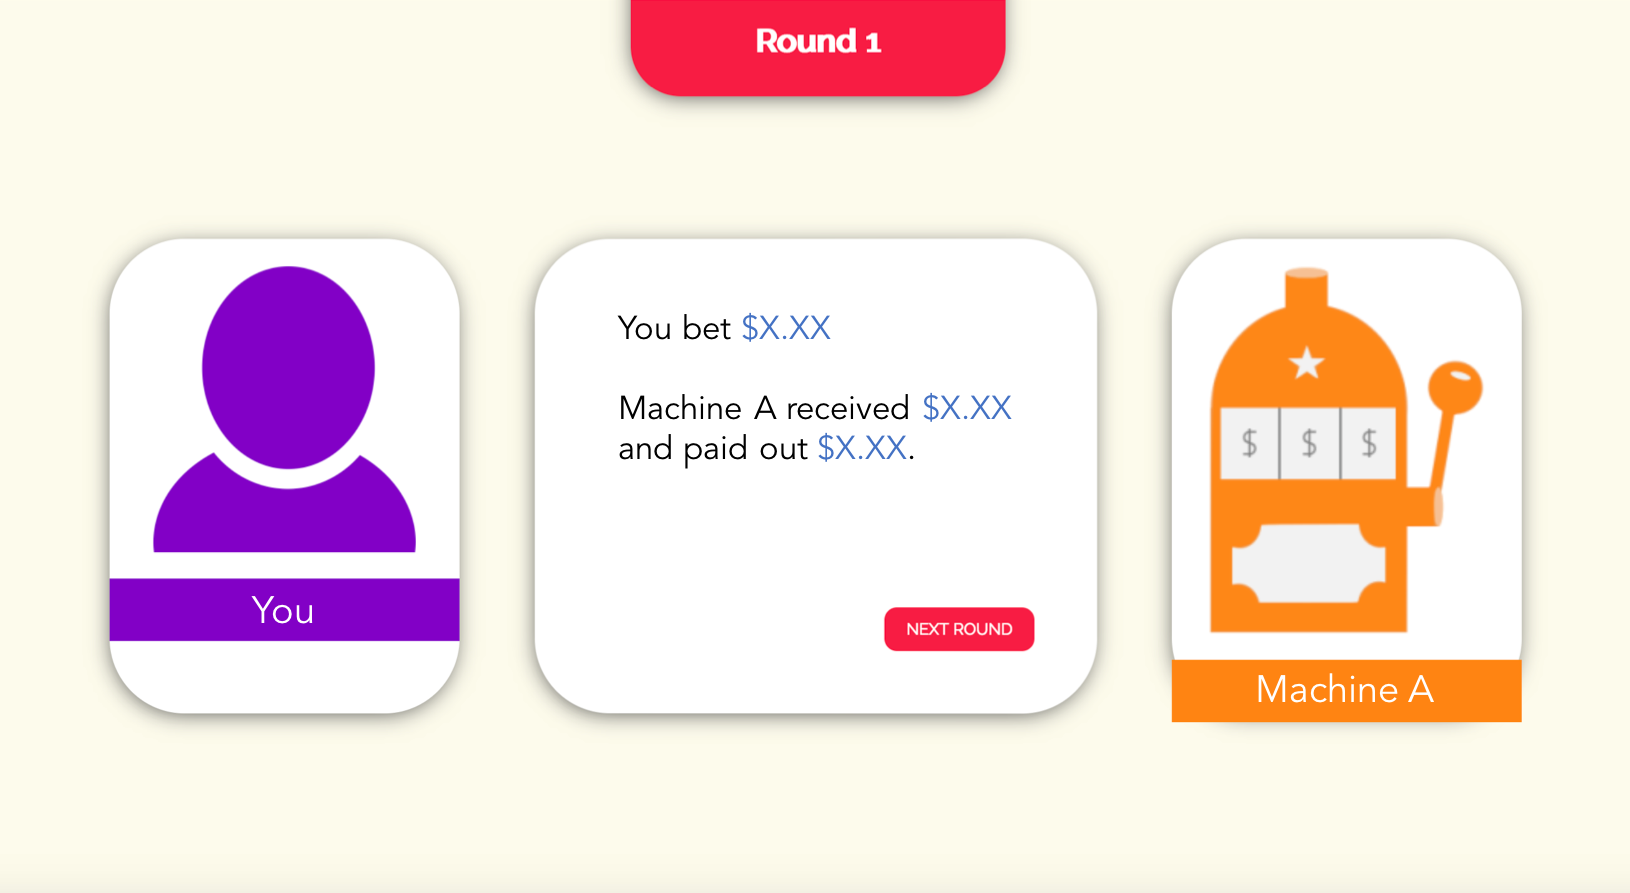 Round 1
You
You bet $X.XX
Machine A received $X.XX
and paid out $X.XX.
NEXT ROUND
$ $ $
Machine A